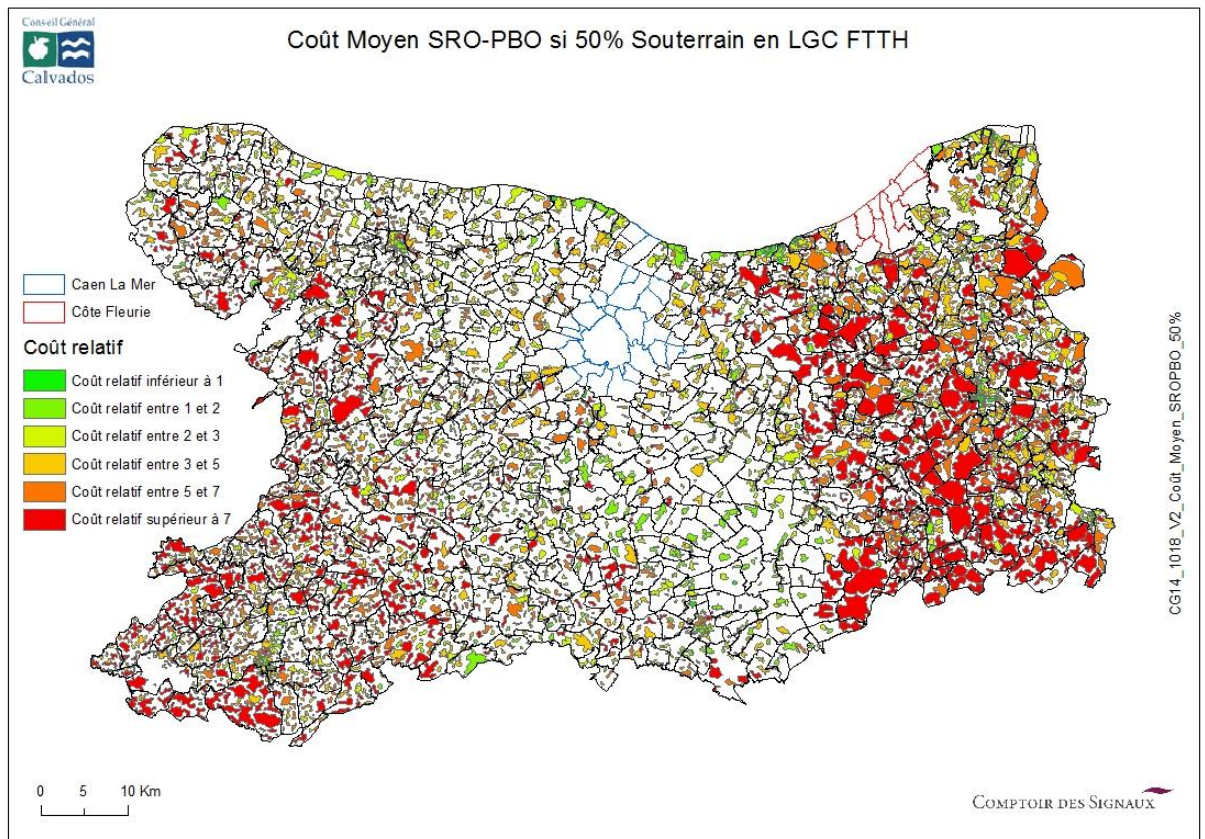 Conseil Général
Calvados
Coût Moyen SRO-PBO si 50% Souterrain en LGC FTTH
Caen La Mer
Côte Fleurie
Coût relatif
Coût relatif inférieur à 1
Coût relatif entre 1 et 2
Coût relatif entre 2 et 3
Coût relatif entre 3 et 5
Coût relatif entre 5 et 7
Coût relatif supérieur à 7
CG14_1018_V2_Coût_Moyen_SROPBO_50%
0 5 10 Km
COMPTOIR DES SIGNAUX